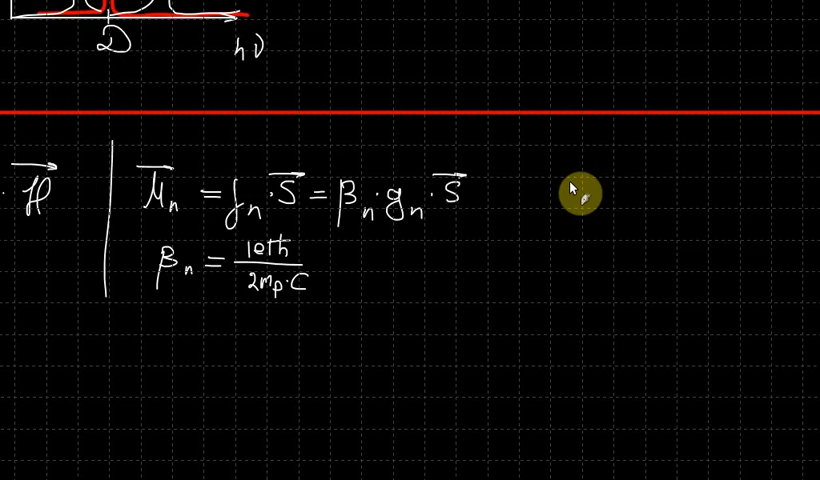 D
hν
· H⃗ | μ⃗ₙ = γₙ · S⃗ = βₙ · gₙ · S⃗
βₙ = |e|ħ / 2mₚ·C